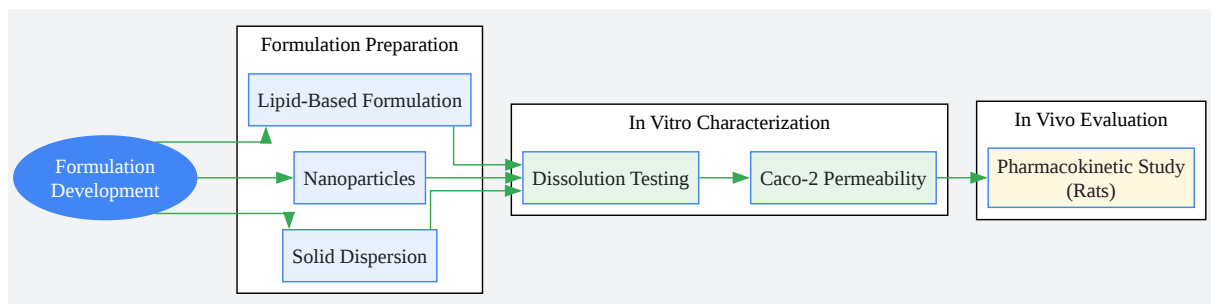 Formulation
Development
Formulation Preparation
Lipid-Based Formulation
Nanoparticles
Solid Dispersion
In Vitro Characterization
Dissolution Testing
Caco-2 Permeability
In Vivo Evaluation
Pharmacokinetic Study
(Rats)